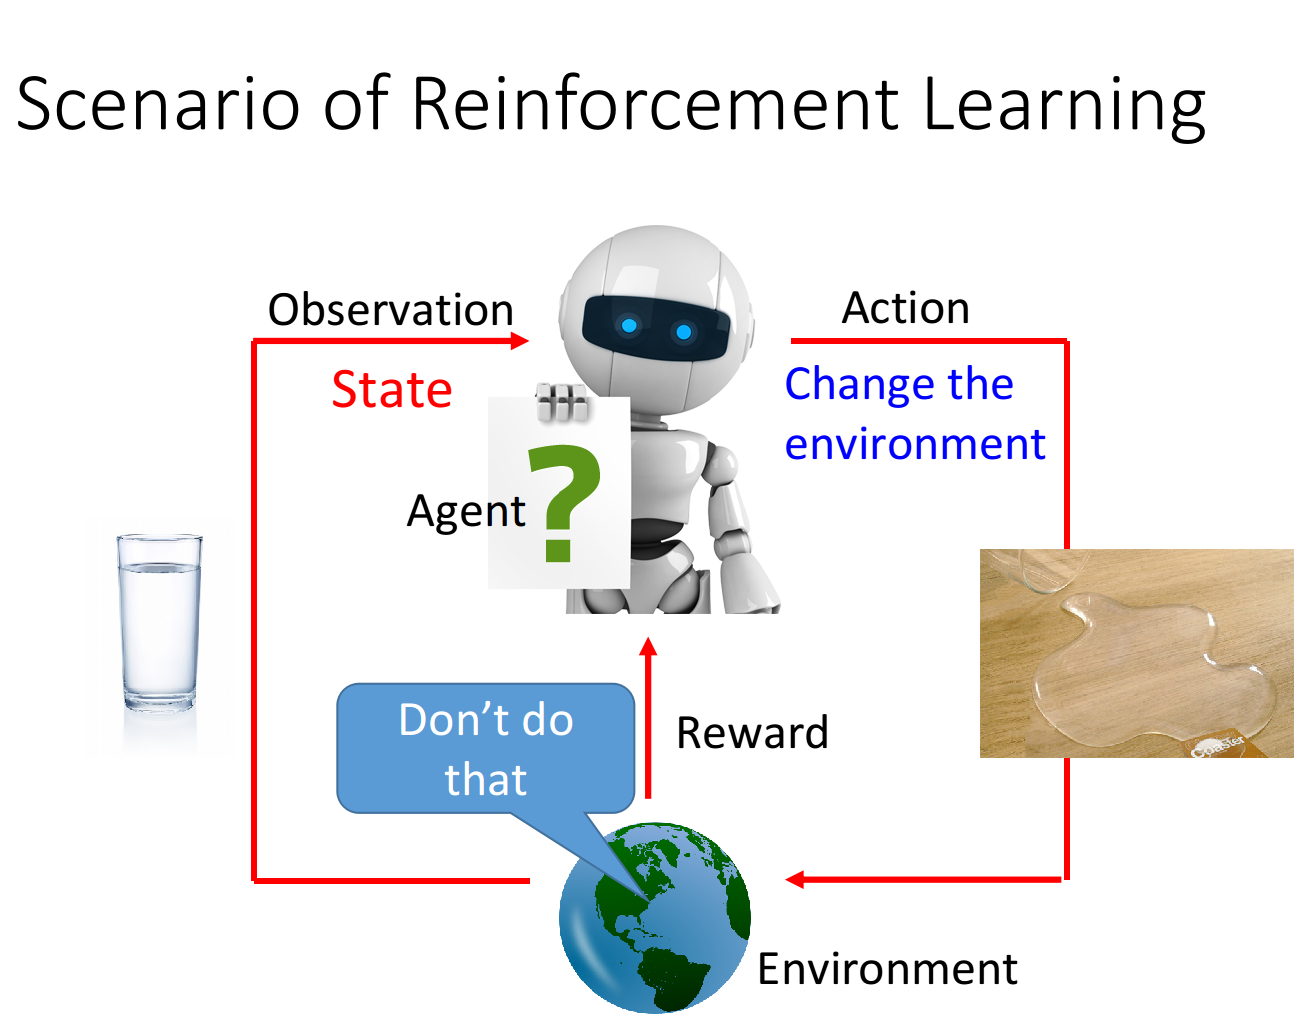 Scenario of Reinforcement Learning
Observation
Action
State
Change the
environment
Agent
?
Don’t do
that
Reward
Coaster
Environment